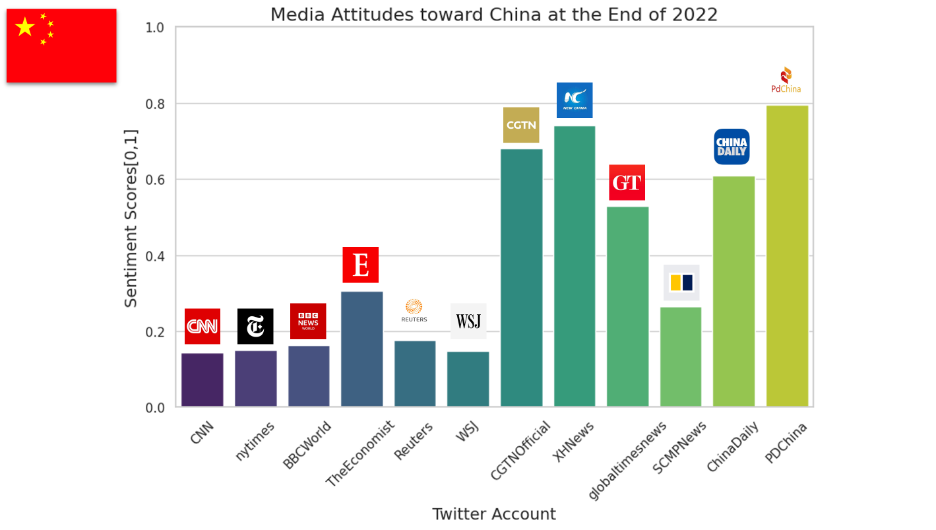 Media Attitudes toward China at the End of 2022
Sentiment Scores[0,1]
1.0
0.8
0.6
0.4
0.2
0.0
CNN
BBC
NEWS
WORLD
E
REUTERS
WSJ
CGTN
NC
GT
CHINA
DAILY
PdChina
CNN
nytimes
BBCWorld
TheEconomist
Reuters
WSJ
CGTNOfficial
XHNews
globaltimesnews
SCMPNews
ChinaDaily
PDChina
Twitter Account